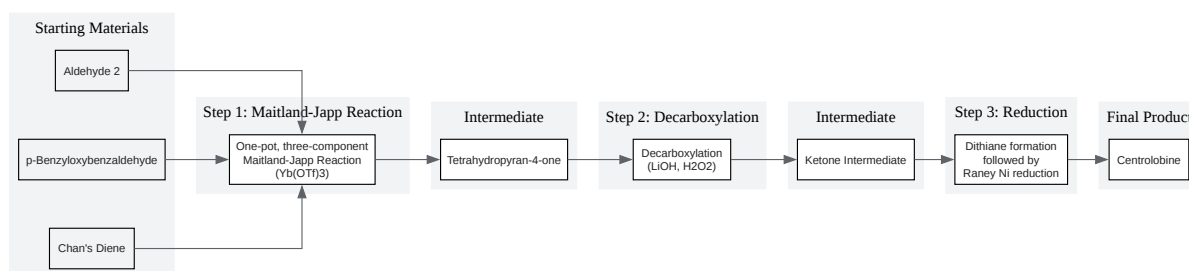 Starting Materials
Aldehyde 2
p-Benzyloxybenzaldehyde
Chan's Diene
Step 1: Maitland-Japp Reaction
One-pot, three-component
Maitland-Japp Reaction
(Yb(OTf)3)
Intermediate
Tetrahydropyran-4-one
Step 2: Decarboxylation
Decarboxylation
(LiOH, H2O2)
Intermediate
Ketone Intermediate
Step 3: Reduction
Dithiane formation
followed by
Raney Ni reduction
Final Product
Centrolobine